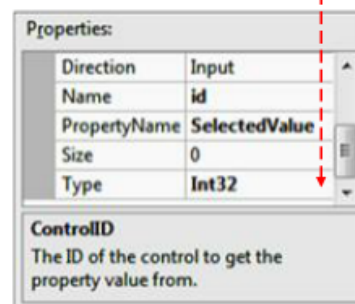 Properties:
Direction Input
Name id
PropertyName SelectedValue
Size 0
Type Int32
ControlID
The ID of the control to get the
property value from.